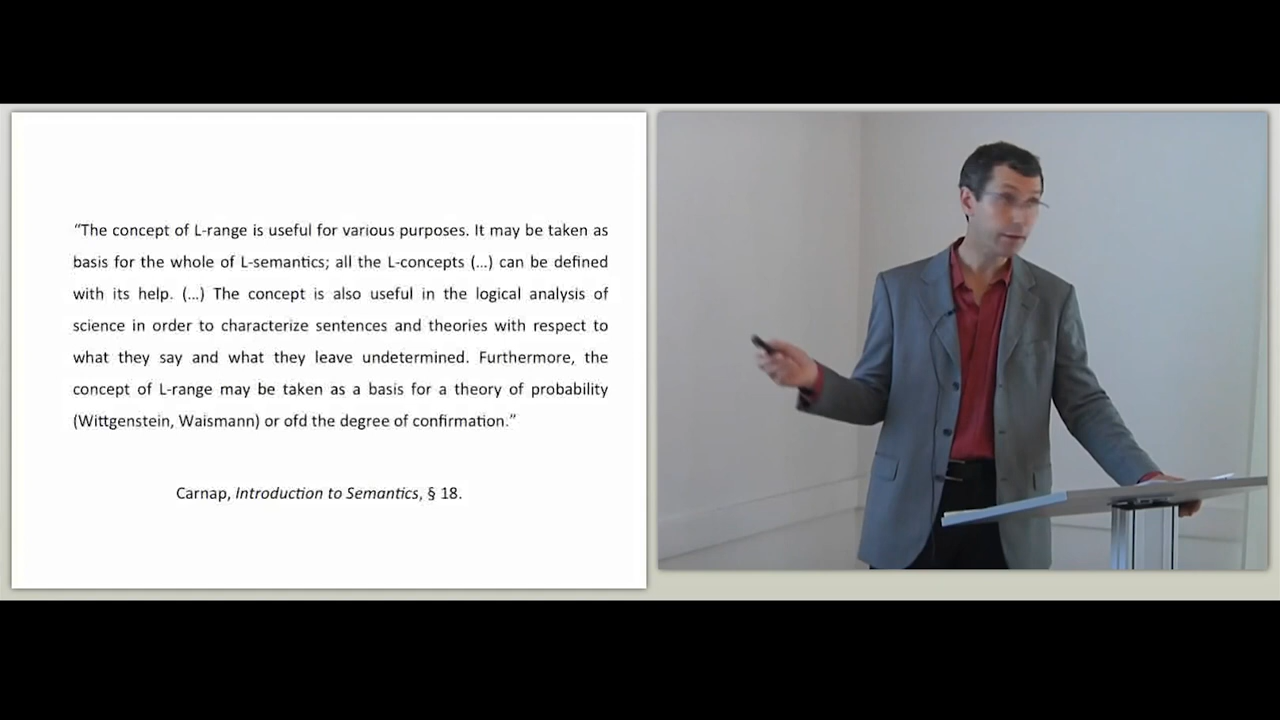 “The concept of L-range is useful for various purposes. It may be taken as
basis for the whole of L-semantics; all the L-concepts (...) can be defined
with its help. (...) The concept is also useful in the logical analysis of
science in order to characterize sentences and theories with respect to
what they say and what they leave undetermined. Furthermore, the
concept of L-range may be taken as a basis for a theory of probability
(Wittgenstein, Waismann) or ofd the degree of confirmation.”
Carnap, Introduction to Semantics, § 18.